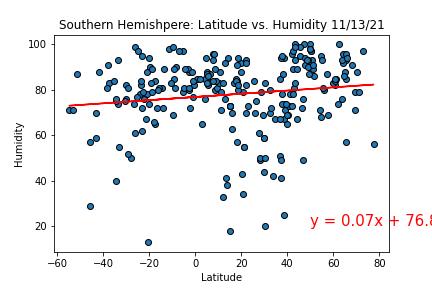 Southern Hemishpere: Latitude vs. Humidity 11/13/21
Humidity
100
80
60
40
20
y = 0.07x + 76.8
−60 −40 −20 0 20 40 60 80
Latitude